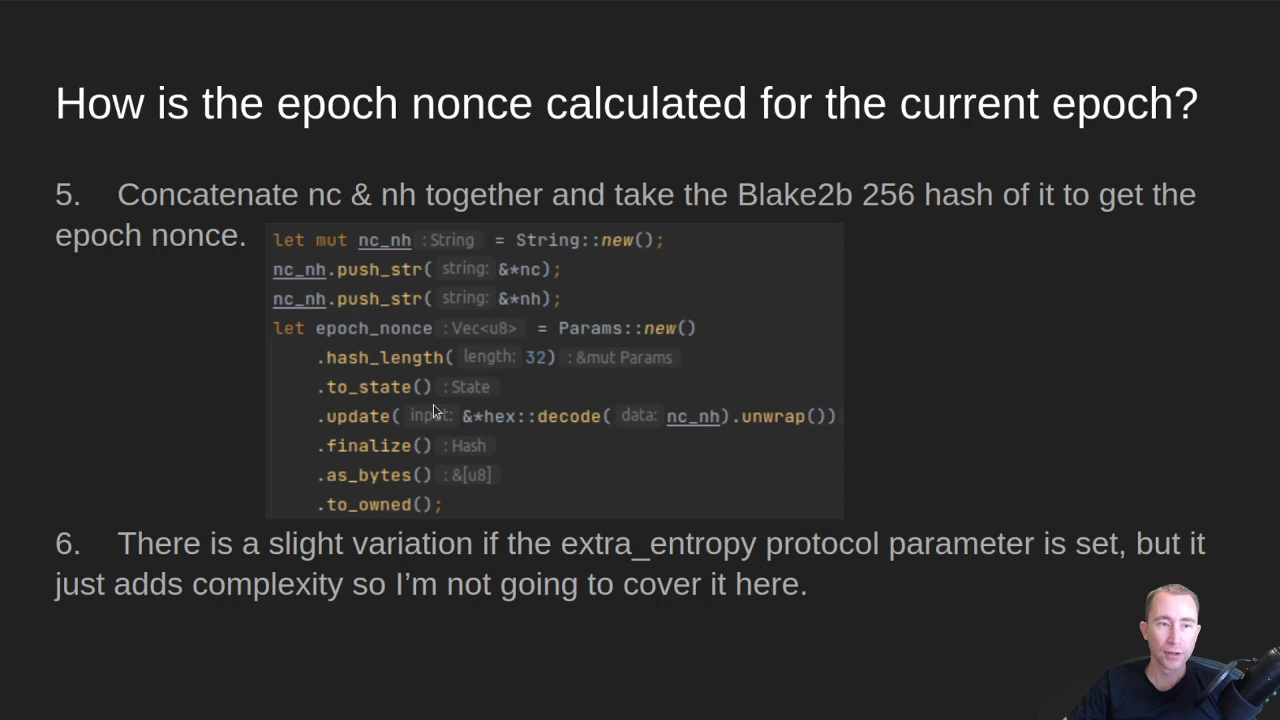 How is the epoch nonce calculated for the current epoch?
5. Concatenate nc & nh together and take the Blake2b 256 hash of it to get the
epoch nonce.
let mut nc_nh : String = String::new();
nc_nh.push_str( string: &*nc);
nc_nh.push_str( string: &*nh);
let epoch_nonce : Vec<u8> = Params::new()
.hash_length( length: 32) : &mut Params
.to_state() : State
.update( input: &*hex::decode( data: nc_nh).unwrap())
.finalize() : Hash
.as_bytes() : &[u8]
.to_owned();
6. There is a slight variation if the extra_entropy protocol parameter is set, but it
just adds complexity so I’m not going to cover it here.